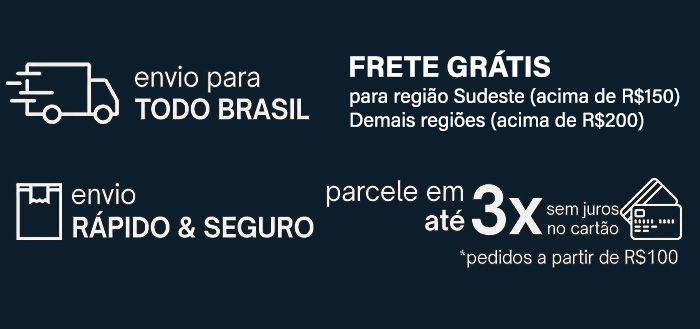 envio para
TODO BRASIL
FRETE GRÁTIS
para região Sudeste (acima de R$150)
Demais regiões (acima de R$200)
envio
RÁPIDO & SEGURO
parcele em
até 3x sem juros
no cartão
*pedidos a partir de R$100